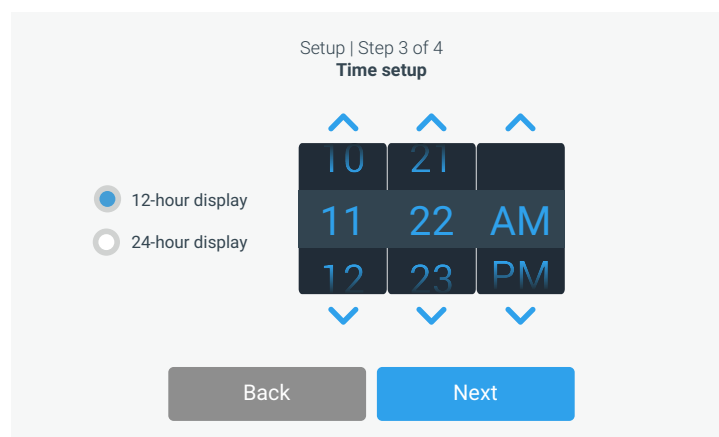 Setup | Step 3 of 4
Time setup
10 21
12-hour display
11 22 AM
24-hour display
12 23 PM
Back Next